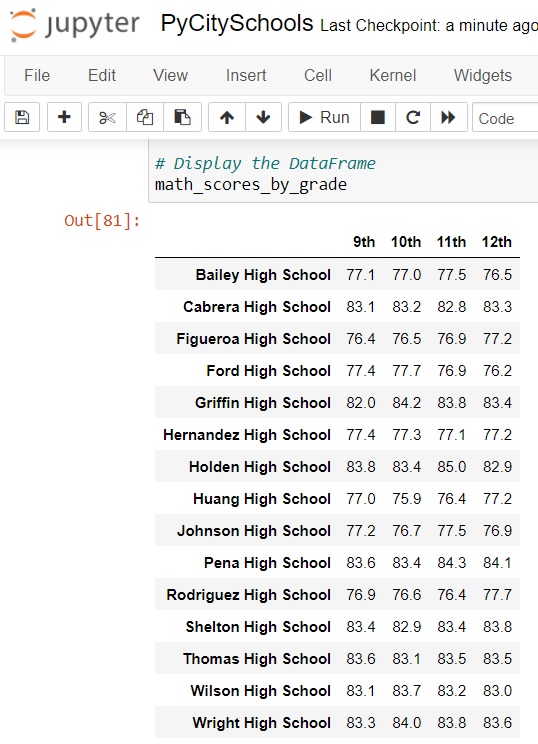 jupyter PyCitySchools Last Checkpoint: a minute ago
File Edit View Insert Cell Kernel Widgets
Run Code
# Display the DataFrame
math_scores_by_grade
Out[81]:
9th 10th 11th 12th
Bailey High School 77.1 77.0 77.5 76.5
Cabrera High School 83.1 83.2 82.8 83.3
Figueroa High School 76.4 76.5 76.9 77.2
Ford High School 77.4 77.7 76.9 76.2
Griffin High School 82.0 84.2 83.8 83.4
Hernandez High School 77.4 77.3 77.1 77.2
Holden High School 83.8 83.4 85.0 82.9
Huang High School 77.0 75.9 76.4 77.2
Johnson High School 77.2 76.7 77.5 76.9
Pena High School 83.6 83.4 84.3 84.1
Rodriguez High School 76.9 76.6 76.4 77.7
Shelton High School 83.4 82.9 83.4 83.8
Thomas High School 83.6 83.1 83.5 83.5
Wilson High School 83.1 83.7 83.2 83.0
Wright High School 83.3 84.0 83.8 83.6